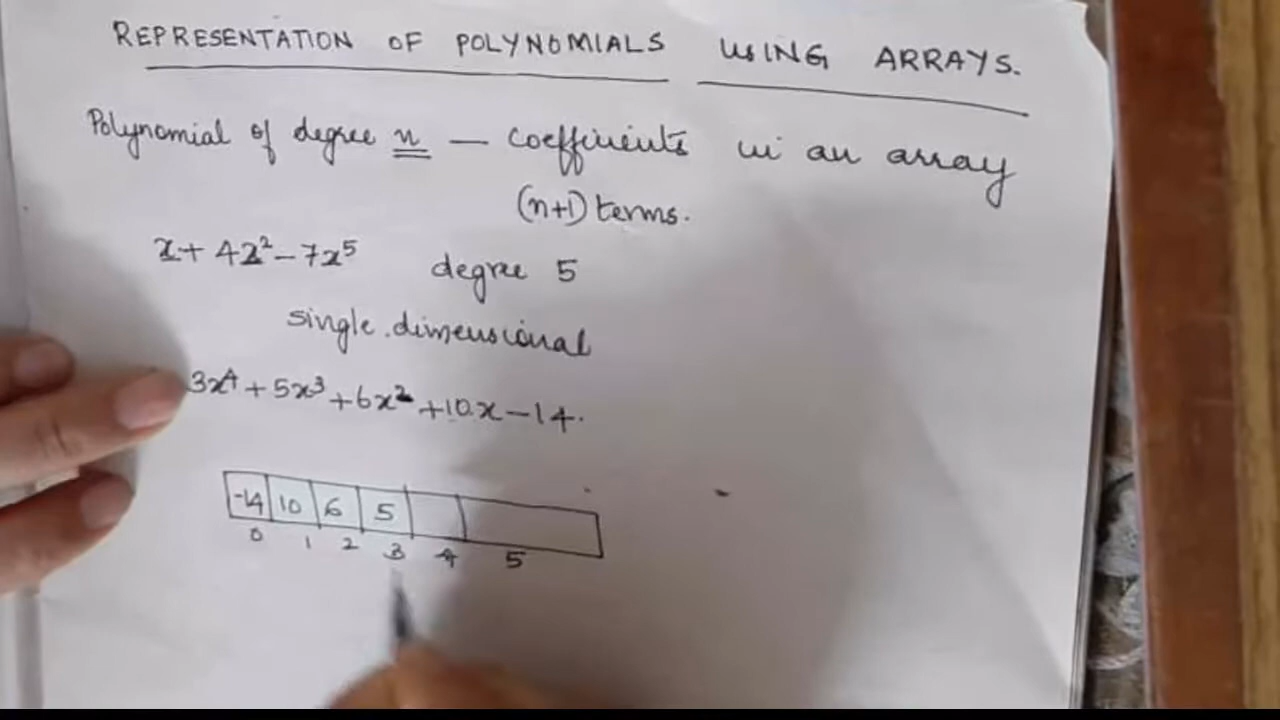 REPRESENTATION OF POLYNOMIALS USING ARRAYS.
Polynomial of degree n — coefficients in an array
(n+1) terms.
x + 4x² - 7x⁵ degree 5
single dimensional
3x⁴ + 5x³ + 6x² + 10x - 14.
-14 10 6 5
0 1 2 3 4 5